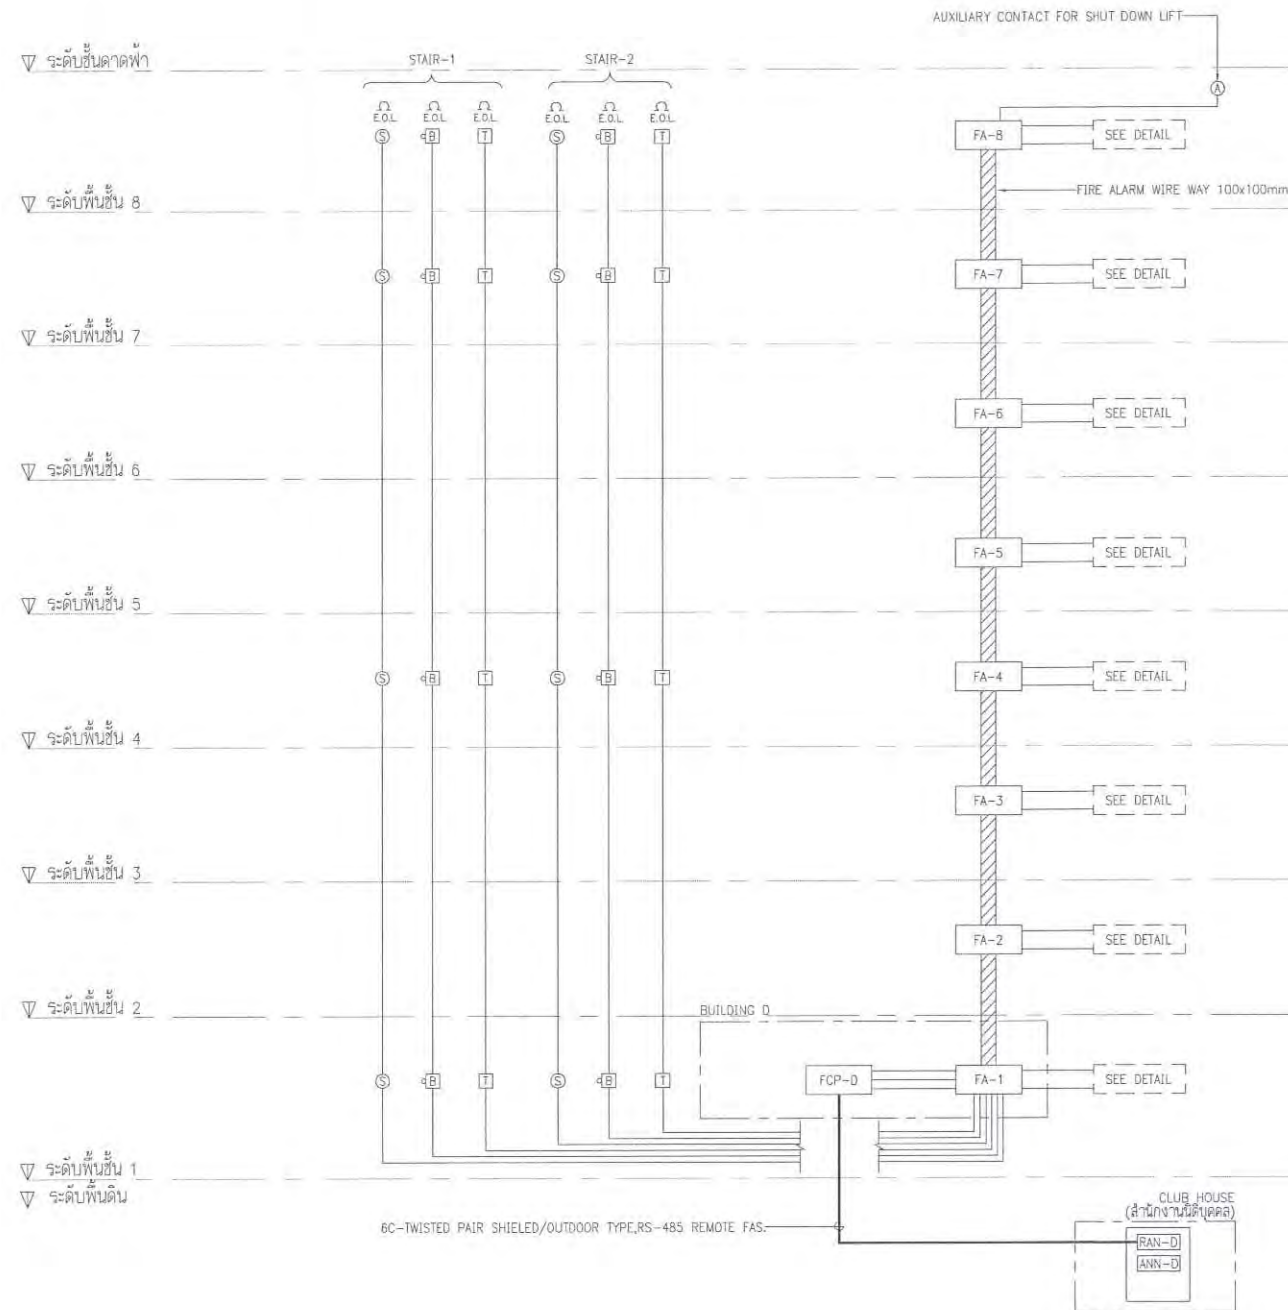 AUXILIARY CONTACT FOR SHUT DOWN LIFT
ระดับชั้นดาดฟ้า
STAIR-1 STAIR-2
Ω Ω Ω Ω Ω Ω
E.O.L E.O.L E.O.L E.O.L E.O.L E.O.L
A
S B T S B T FA-8 SEE DETAIL
ระดับพื้นชั้น 8
FIRE ALARM WIRE WAY 100x100mm
S B T S B T FA-7 SEE DETAIL
ระดับพื้นชั้น 7
FA-6 SEE DETAIL
ระดับพื้นชั้น 6
FA-5 SEE DETAIL
ระดับพื้นชั้น 5
S B T S B T FA-4 SEE DETAIL
ระดับพื้นชั้น 4
FA-3 SEE DETAIL
ระดับพื้นชั้น 3
FA-2 SEE DETAIL
ระดับพื้นชั้น 2
BUILDING D
S B T S B T FCP-D FA-1 SEE DETAIL
ระดับพื้นชั้น 1
ระดับพื้นดิน
CLUB HOUSE
(สำนักงานนิติบุคคล)
6C-TWISTED PAIR SHIELED/OUTDOOR TYPE,RS-485 REMOTE FAS.
RAN-D
ANN-D